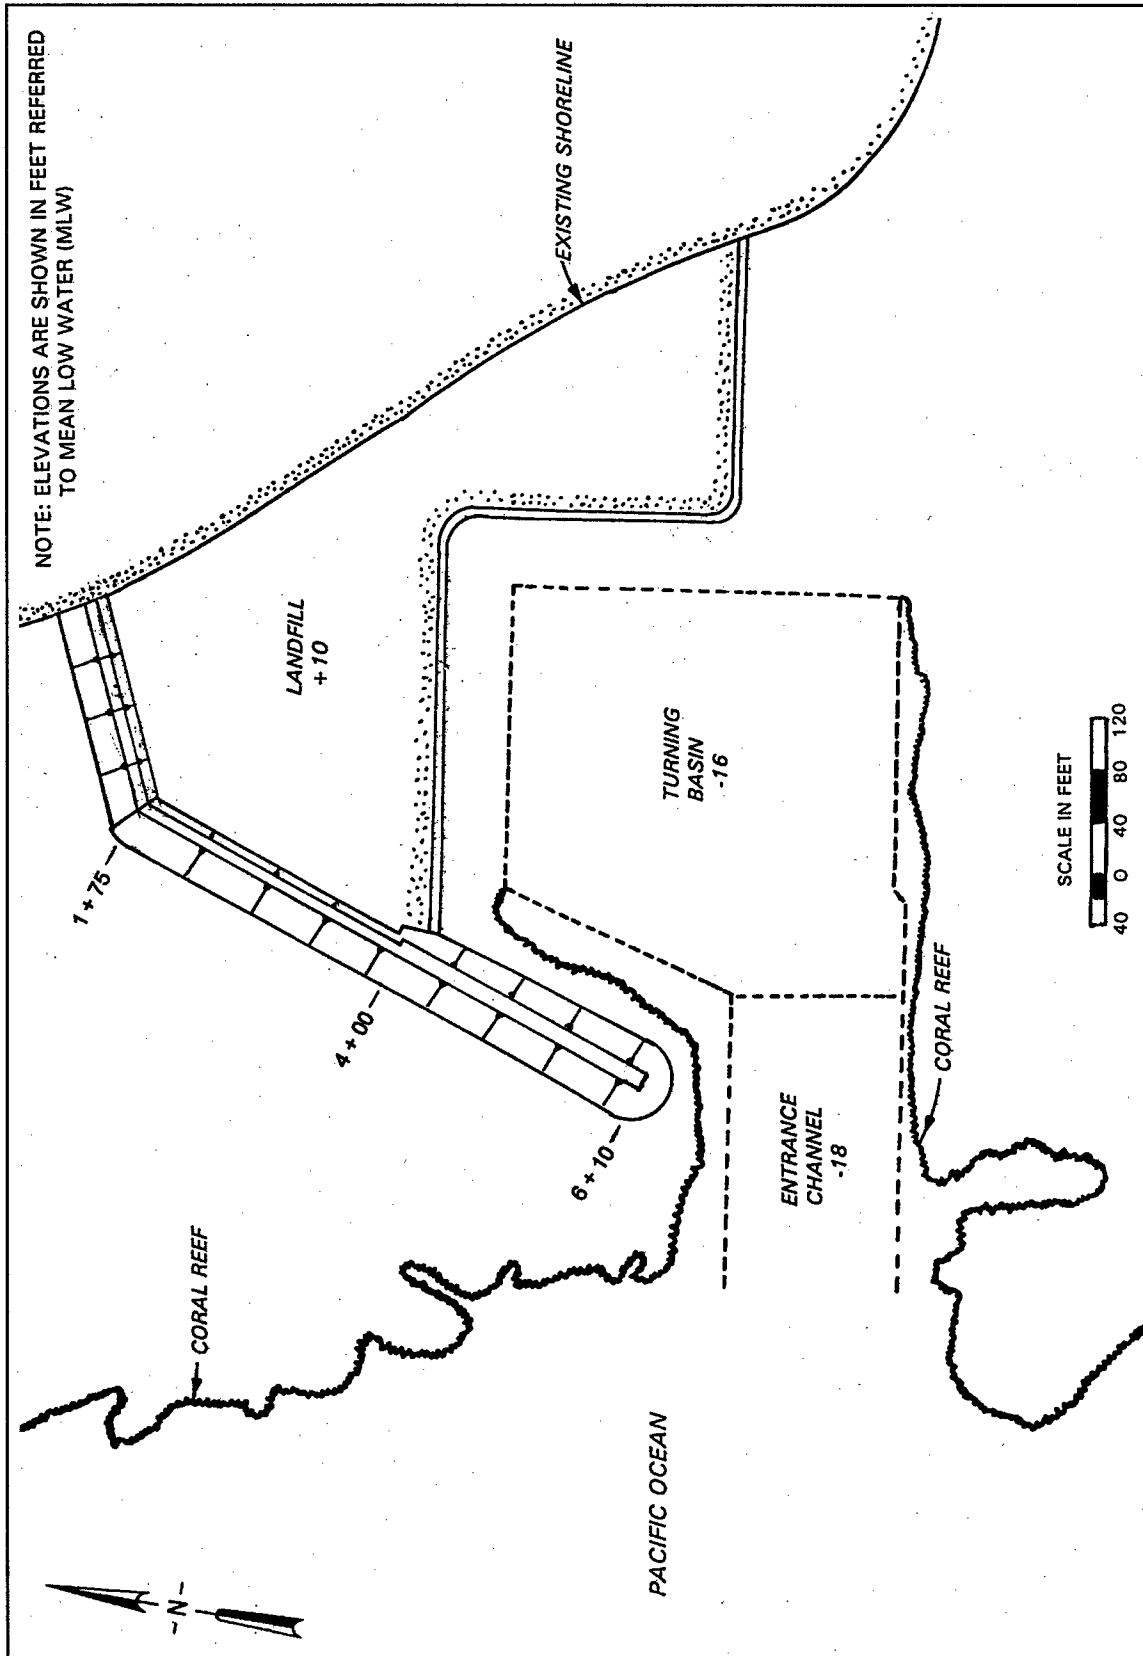 NOTE: ELEVATIONS ARE SHOWN IN FEET REFERRED
TO MEAN LOW WATER (MLW)
EXISTING SHORELINE
LANDFILL
+10
1+75
4+00
6+10
TURNING
BASIN
-16
ENTRANCE
CHANNEL
-18
CORAL REEF
CORAL REEF
PACIFIC OCEAN
-N-
SCALE IN FEET
40 0 40 80 120